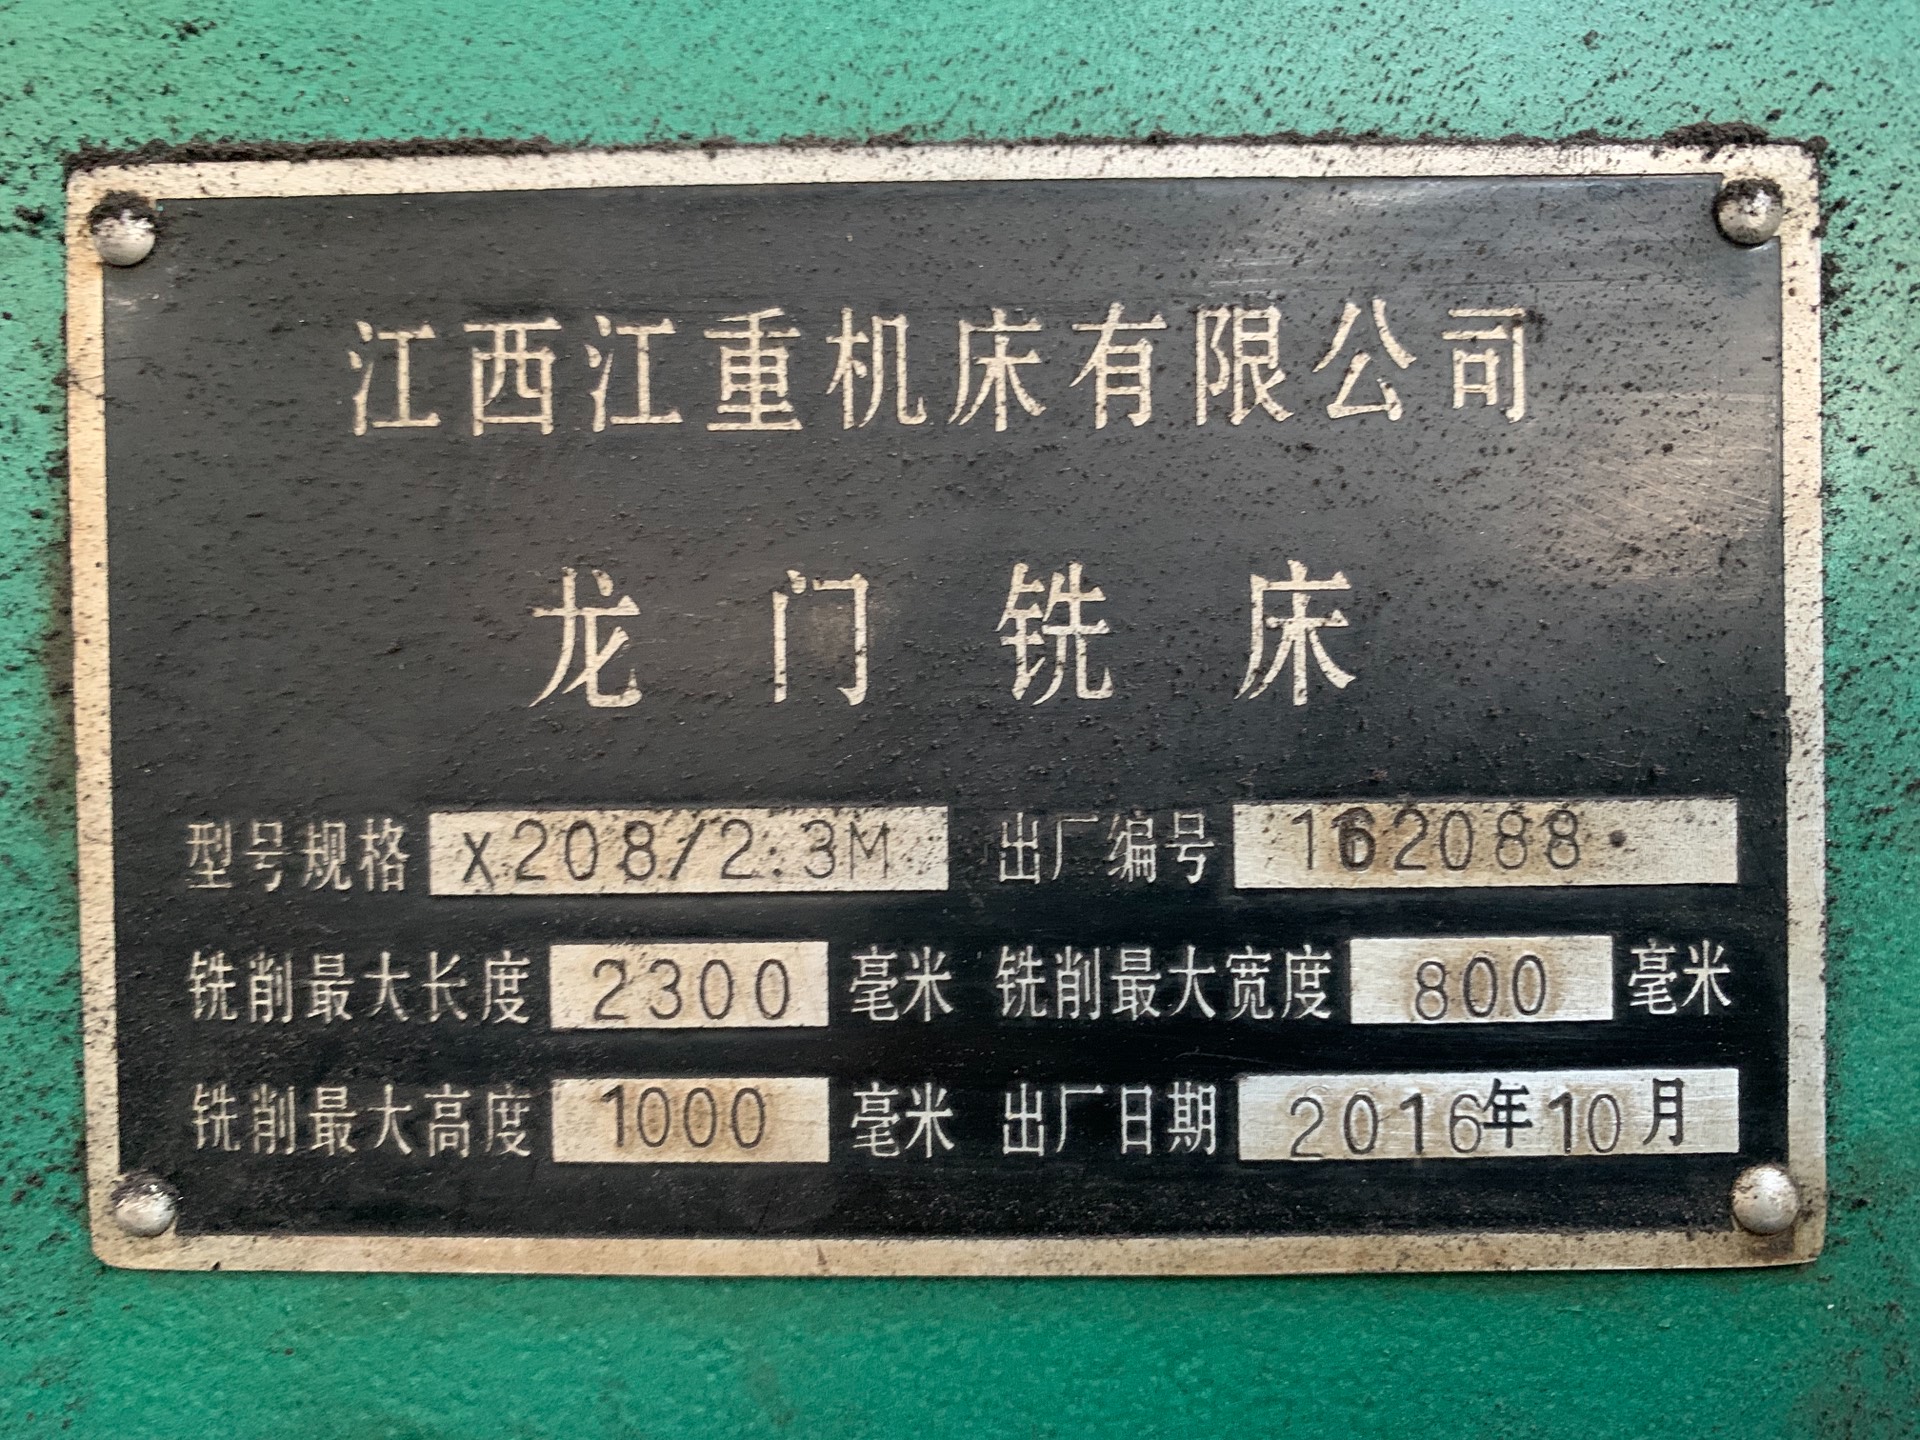 江西江重机床有限公司
龙门铣床
型号规格 X208/2.3M 出厂编号 162088
铣削最大长度 2300 毫米 铣削最大宽度 800 毫米
铣削最大高度 1000 毫米 出厂日期 2016年10月